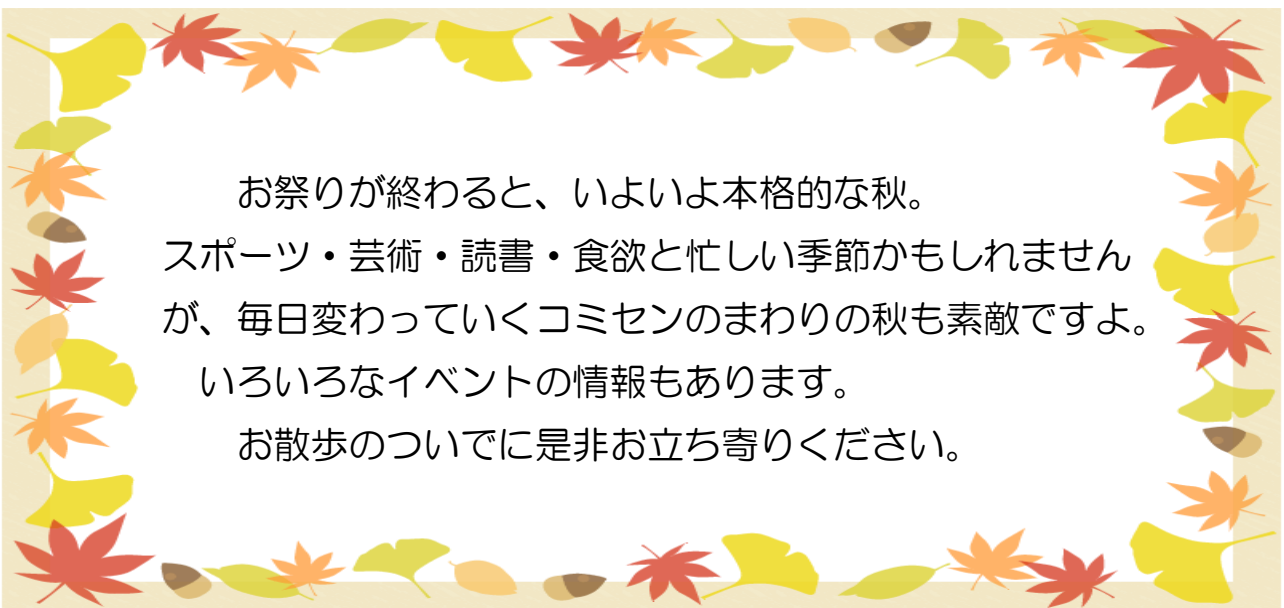 お祭りが終わると、いよいよ本格的な秋。
スポーツ・芸術・読書・食欲と忙しい季節かもしれません
が、毎日変わっていくコミセンのまわりの秋も素敵ですよ。
いろいろなイベントの情報もあります。
お散歩のついでに是非お立ち寄りください。